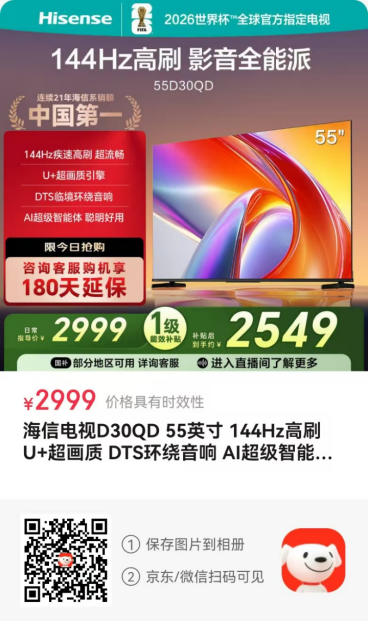 Hisense
FIFA
2026世界杯™全球官方指定电视
144Hz高刷 影音全能派
55D30QD
连续21年海信系销额
中国第一
55"
144Hz疾速高刷 超流畅
U+超画质引擎
DTS临境环绕音响
AI超级智能体 聪明好用
限今日抢购
咨询客服购机享
180天延保
日常
指导价¥
2999
1级
能效补贴
补贴后
到手约¥
2549
国补 部分地区可用 详询客服
进入直播间了解更多
¥2999 价格具有时效性
海信电视D30QD 55英寸 144Hz高刷
U+超画质 DTS环绕音响 AI超级智能...
① 保存图片到相册
② 京东/微信扫码可见